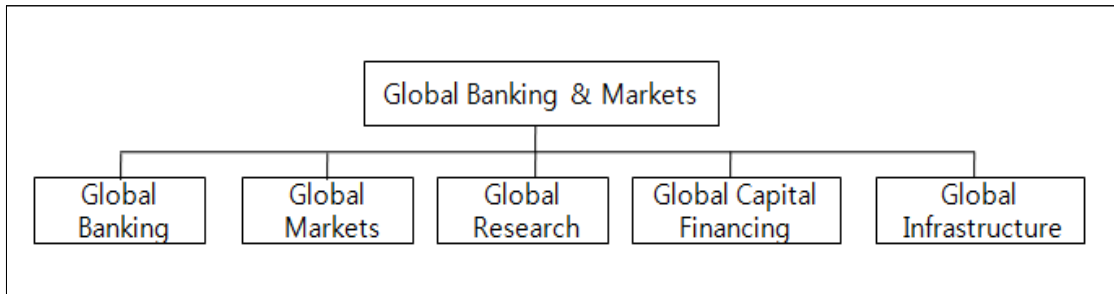 Global Banking & Markets
Global
Banking
Global
Markets
Global
Research
Global Capital
Financing
Global
Infrastructure